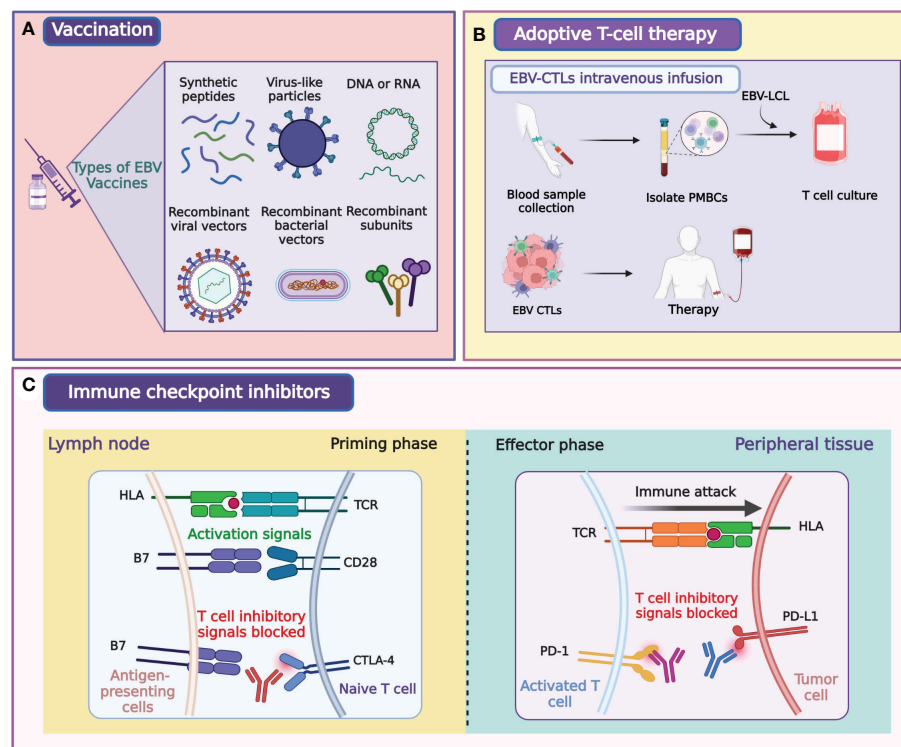 A
Vaccination
Types of EBV
Vaccines
Synthetic
peptides
Virus-like
particles
DNA or RNA
Recombinant
viral vectors
Recombinant
bacterial
vectors
Recombinant
subunits
B
Adoptive T-cell therapy
EBV-CTLs intravenous infusion
Blood sample
collection
Isolate PMBCs
EBV-LCL
T cell culture
EBV CTLs
Therapy
C
Immune checkpoint inhibitors
Lymph node
Priming phase
HLA
TCR
Activation signals
B7
CD28
T cell inhibitory
signals blocked
B7
CTLA-4
Antigen-
presenting
cells
Naive T cell
Effector phase
Peripheral tissue
Immune attack
TCR
HLA
T cell inhibitory
signals blocked
PD-L1
PD-1
Activated T
cell
Tumor
cell